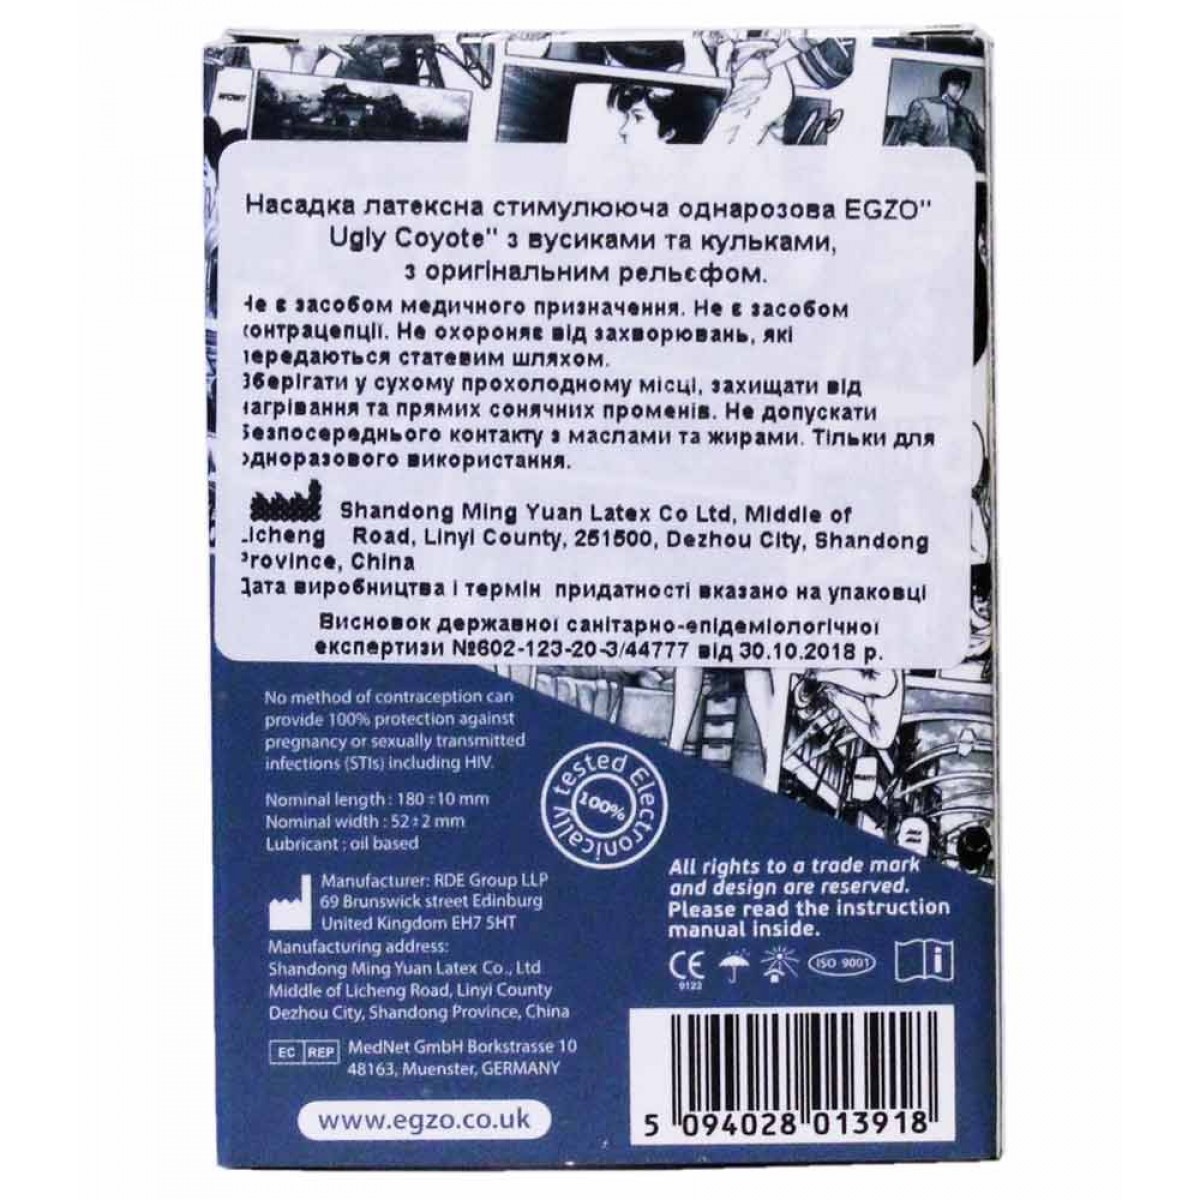 Насадка латексна стимулююча однарозова EGZO"
Ugly Coyote" з вусиками та кульками,
з оригінальним рельєфом.
Не є засобом медичного призначення. Не є засобом
контрацепції. Не охороняє від захворювань, які
передаються статевим шляхом.
Зберігати у сухому прохолодному місці, захищати від
нагрівання та прямих сонячних променів. Не допускати
безпосереднього контакту з маслами та жирами. Тільки для
одноразового використання.
Shandong Ming Yuan Latex Co Ltd, Middle of
Licheng Road, Linyi County, 251500, Dezhou City, Shandong
Province, China
Дата виробництва і термін придатності вказано на упаковці
Висновок державної санітарно-епідеміологічної
експертизи №602-123-20-3/44777 від 30.10.2018 р.
No method of contraception can
provide 100% protection against
pregnancy or sexually transmitted
infections (STIs) including HIV.
Nominal length : 180±10 mm
Nominal width : 52±2 mm
Lubricant : oil based
Electronically tested
100%
Manufacturer: RDE Group LLP
69 Brunswick street Edinburg
United Kingdom EH7 5HT
Manufacturing address:
Shandong Ming Yuan Latex Co., Ltd
Middle of Licheng Road, Linyi County
Dezhou City, Shandong Province, China
EC REP MedNet GmbH Borkstrasse 10
48163, Muenster, GERMANY
www.egzo.co.uk
All rights to a trade mark
and design are reserved.
Please read the instruction
manual inside.
CE ISO 9001 i
0123
5 094028 013918